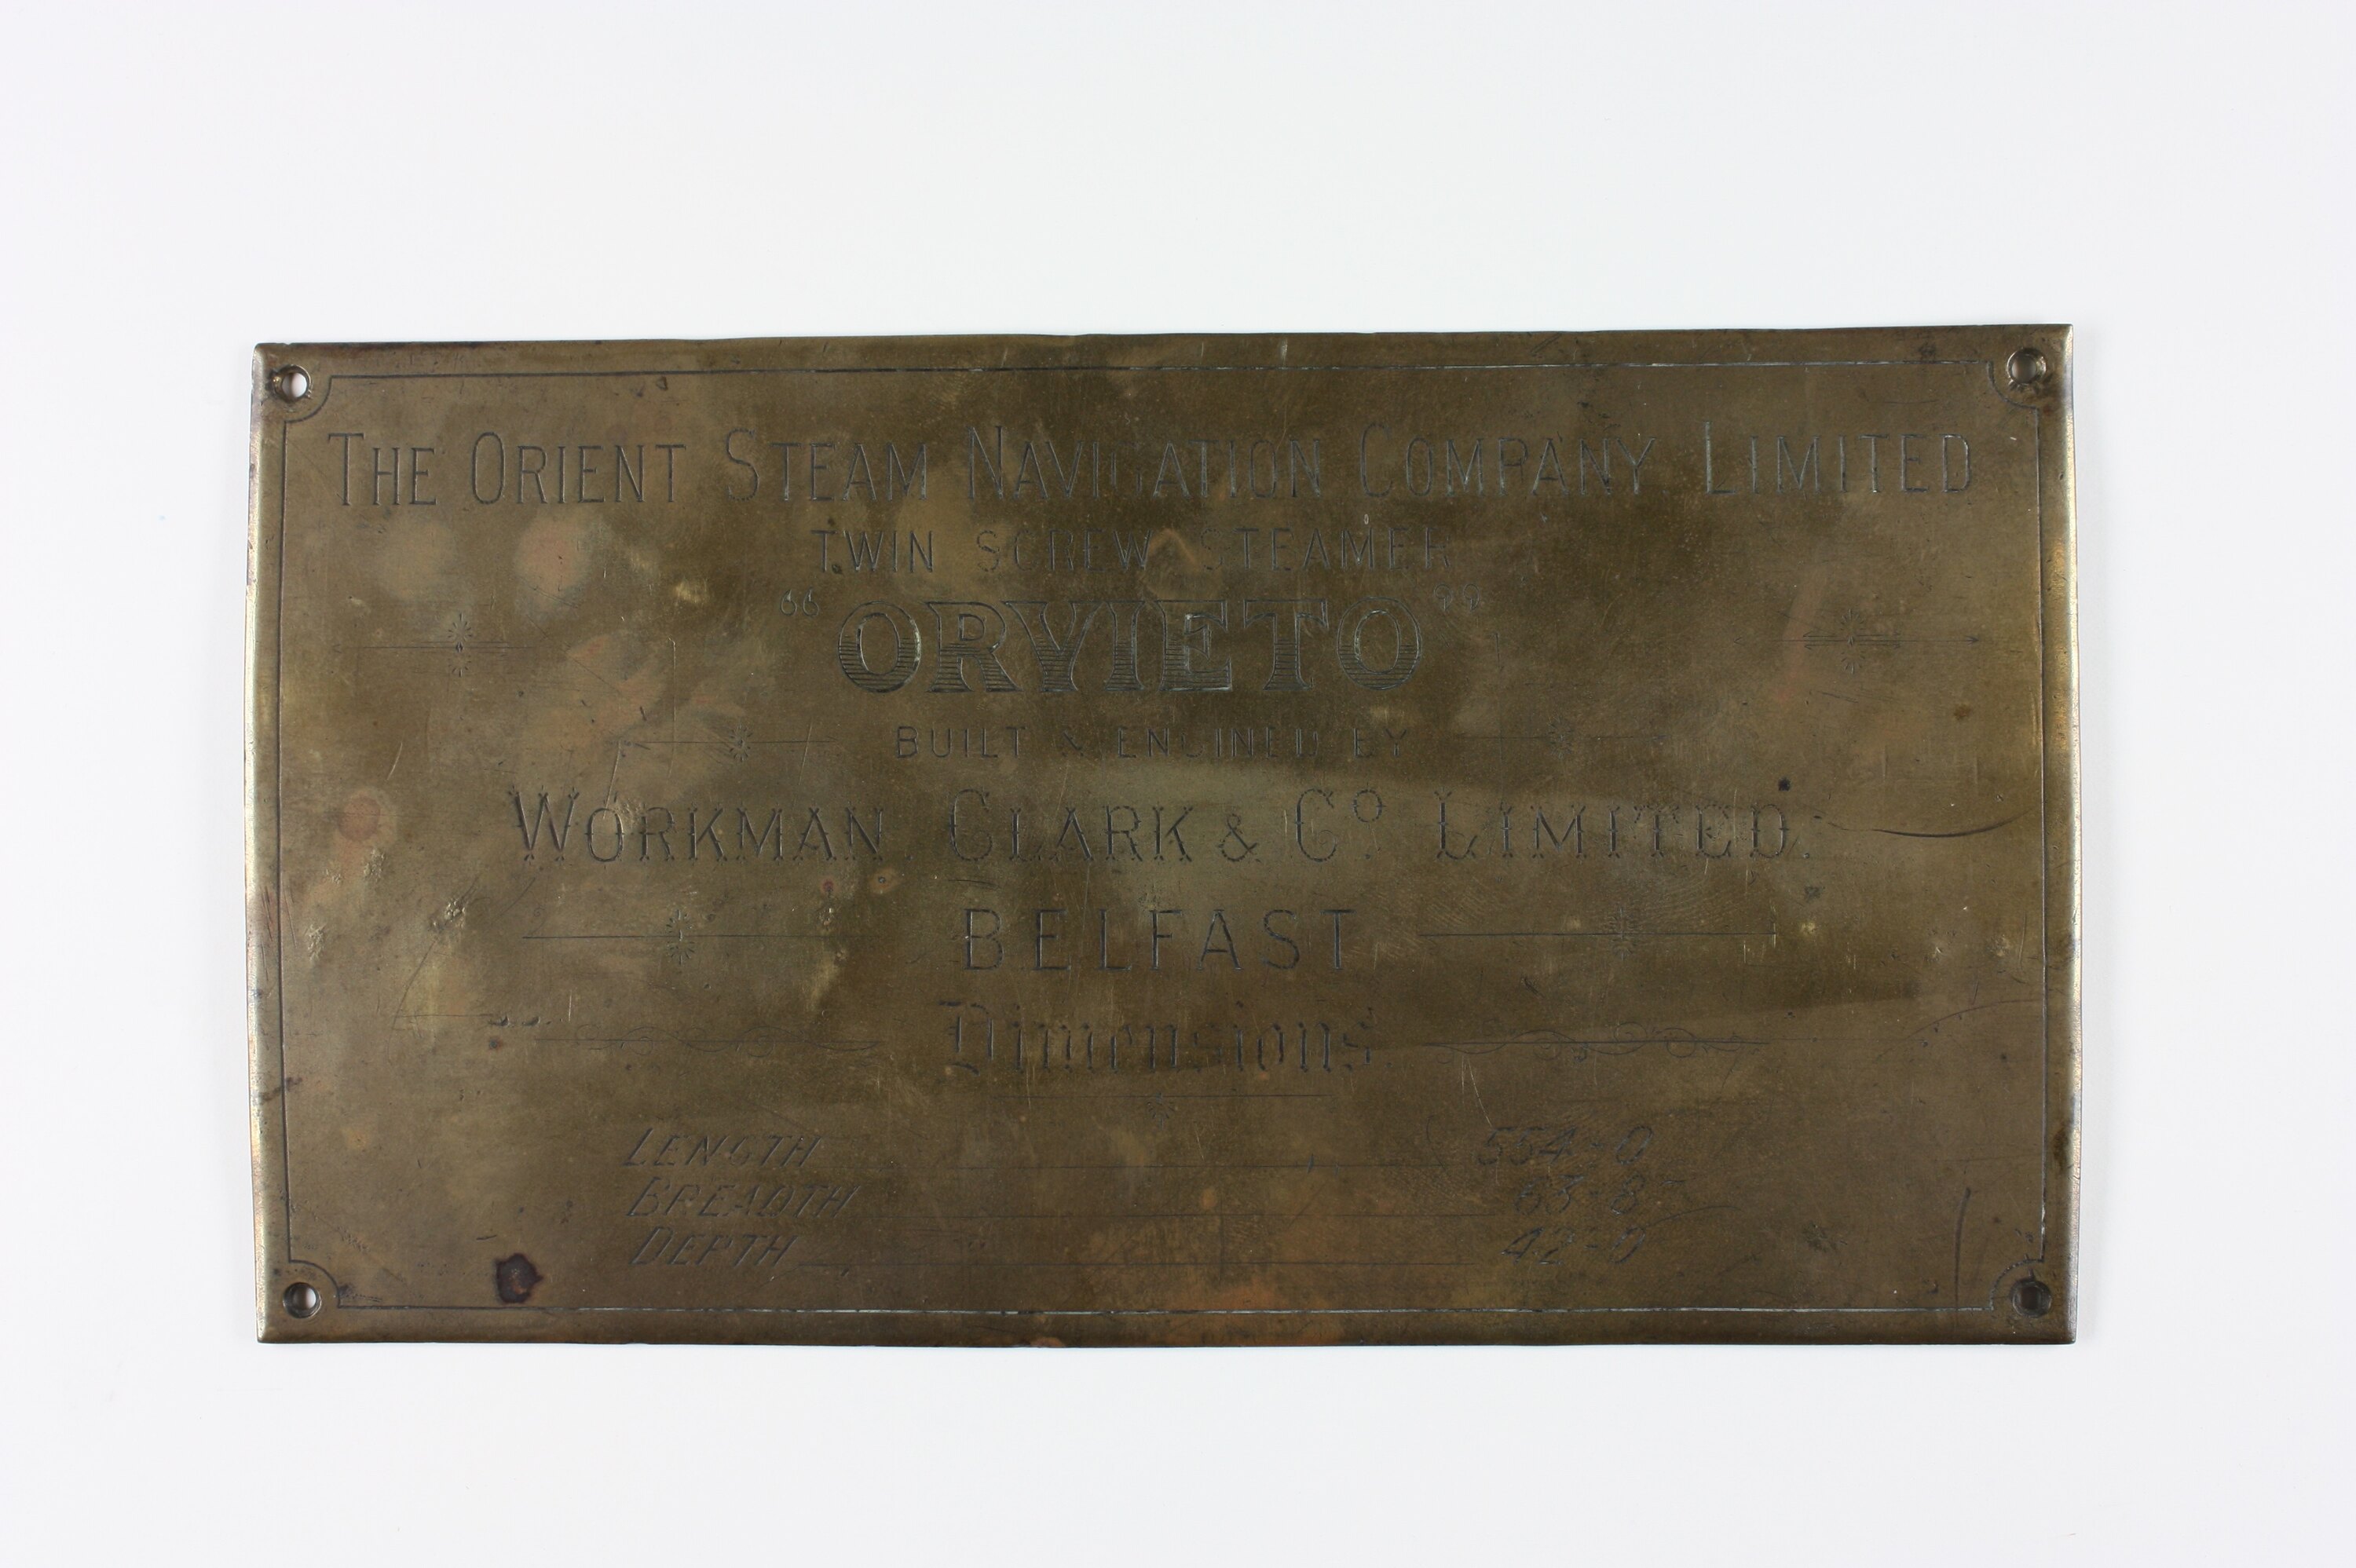 THE ORIENT STEAM NAVIGATION COMPANY LIMITED
TWIN SCREW STEAMER
“ORVIETO”
BUILT & ENGINED BY
WORKMAN. CLARK & Cº LIMITED.
BELFAST
Dimensions.
LENGTH 554-0
BREADTH 63-8
DEPTH